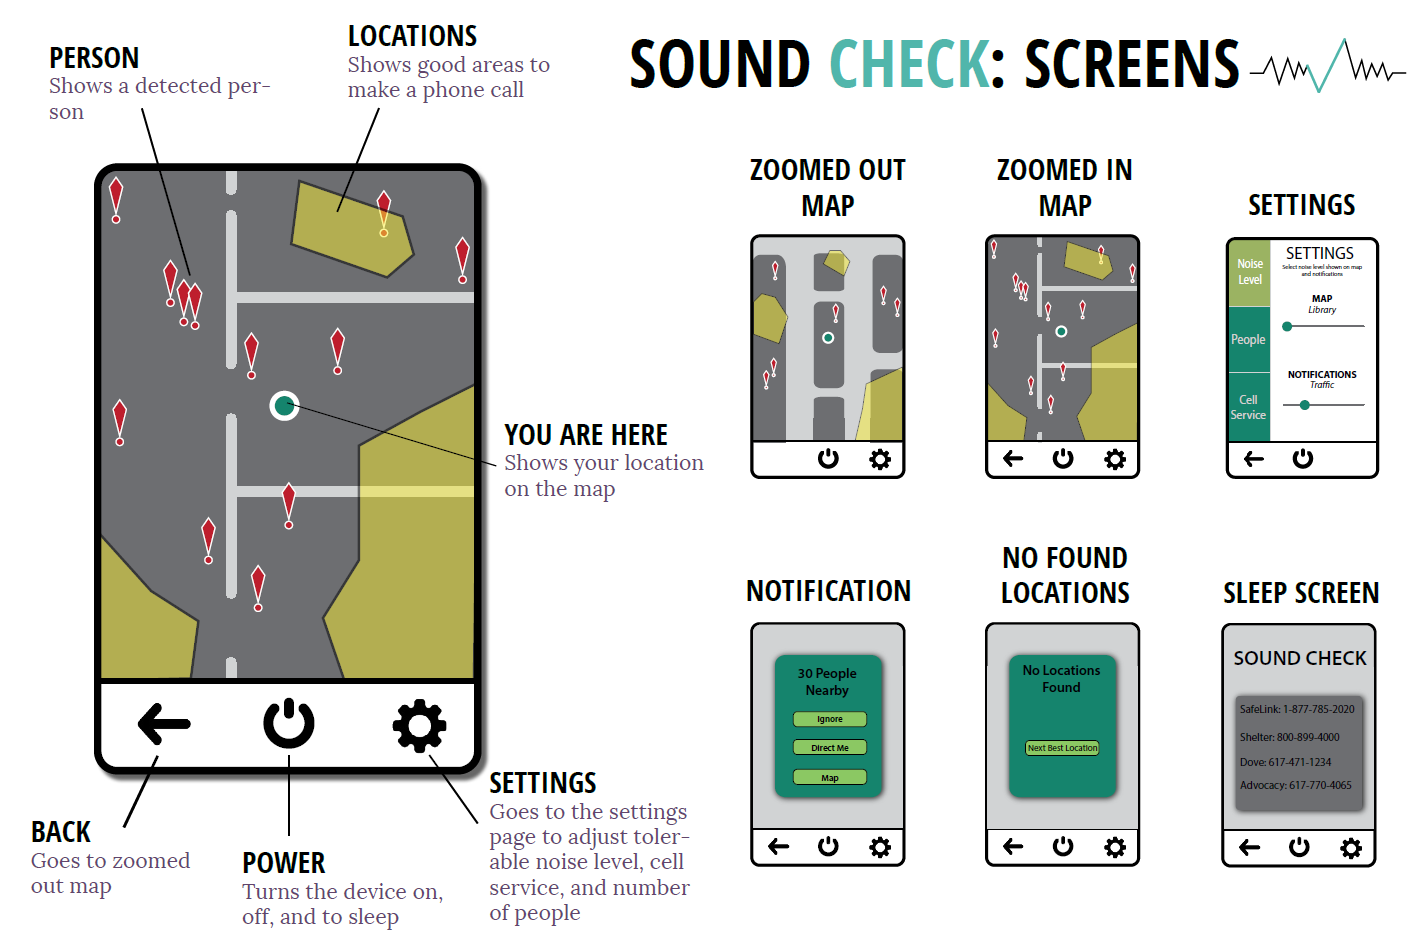 SOUND CHECK: SCREENS
PERSON
Shows a detected per-
son
LOCATIONS
Shows good areas to
make a phone call
YOU ARE HERE
Shows your location
on the map
BACK
Goes to zoomed
out map
POWER
Turns the device on,
off, and to sleep
SETTINGS
Goes to the settings
page to adjust toler-
able noise level, cell
service, and number
of people
ZOOMED OUT
MAP
ZOOMED IN
MAP
SETTINGS
Noise
Level
People
Cell
Service
SETTINGS
Select noise level shown on map
and notifications
MAP
Library
NOTIFICATIONS
Traffic
NOTIFICATION
30 People
Nearby
Ignore
Direct Me
Map
NO FOUND
LOCATIONS
No Locations
Found
Next Best Location
SLEEP SCREEN
SOUND CHECK
SafeLink: 1-877-785-2020
Shelter: 800-899-4000
Dove: 617-471-1234
Advocacy: 617-770-4065